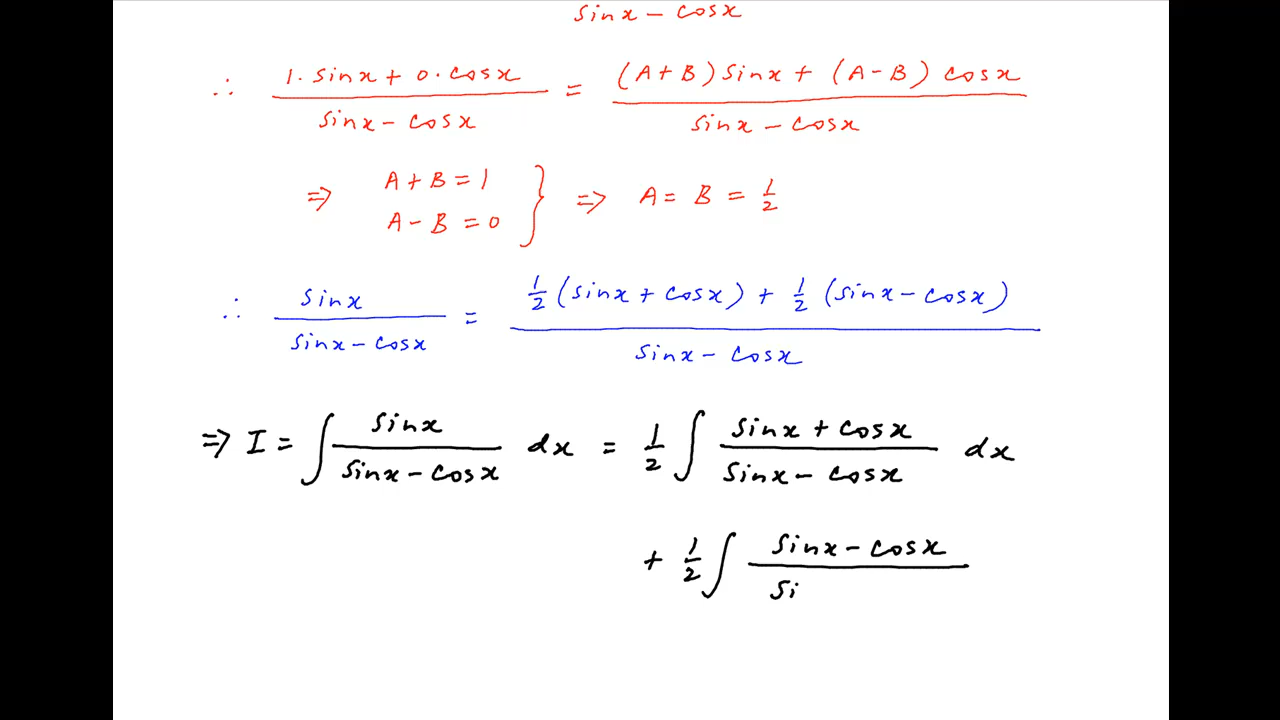 sinx - cosx
∴ (1.sinx + 0.cosx)/(sinx - cosx) = ((A+B)sinx + (A-B)cosx)/(sinx - cosx)
⇒ A+B=1
A-B=0 } ⇒ A = B = 1/2
∴ sinx/(sinx - cosx) = (1/2 (sinx + cosx) + 1/2 (sinx - cosx))/(sinx - cosx)
⇒ I = ∫ sinx/(sinx - cosx) dx = 1/2 ∫ (sinx + cosx)/(sinx - cosx) dx
+ 1/2 ∫ (sinx - cosx)/(si